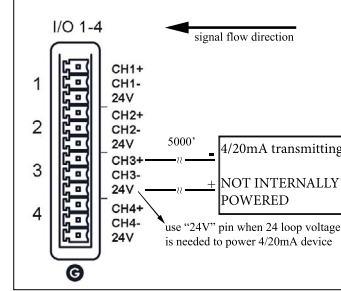 I/O 1-4
signal flow direction
CH1+
1 CH1-
24V
CH2+
2 CH2-
24V
5000'
CH3+ - 4/20mA transmitting
3 CH3-
24V + NOT INTERNALLY
POWERED
CH4+
4 CH4-
24V
use “24V” pin when 24 loop voltage
is needed to power 4/20mA device
G